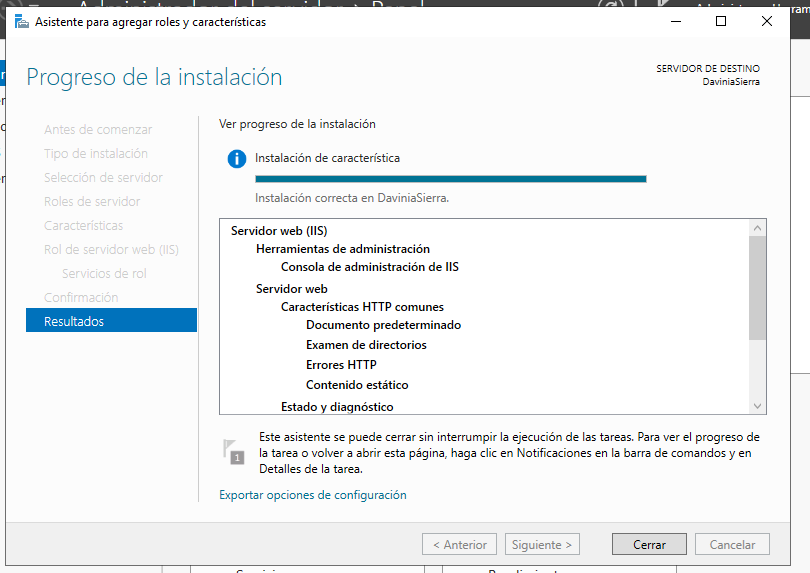 Asistente para agregar roles y características
Progreso de la instalación
SERVIDOR DE DESTINO
DaviniaSierra
Antes de comenzar
Tipo de instalación
Selección de servidor
Roles de servidor
Características
Rol de servidor web (IIS)
Servicios de rol
Confirmación
Resultados
Ver progreso de la instalación
Instalación de característica
Instalación correcta en DaviniaSierra.
Servidor web (IIS)
Herramientas de administración
Consola de administración de IIS
Servidor web
Características HTTP comunes
Documento predeterminado
Examen de directorios
Errores HTTP
Contenido estático
Estado y diagnóstico
1
Este asistente se puede cerrar sin interrumpir la ejecución de las tareas. Para ver el progreso de
la tarea o volver a abrir esta página, haga clic en Notificaciones en la barra de comandos y en
Detalles de la tarea.
Exportar opciones de configuración
< Anterior
Siguiente >
Cerrar
Cancelar